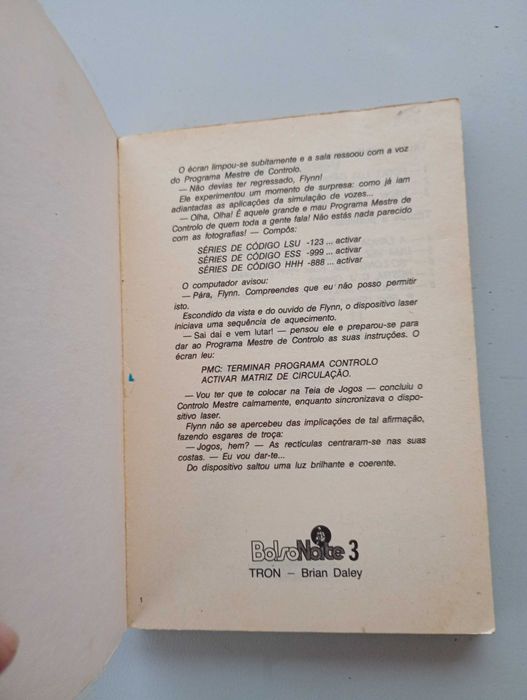 O écran limpou-se subitamente e a sala ressoou com a voz
do Programa Mestre de Controlo.
— Não devias ter regressado, Flynn!
Ele experimentou um momento de surpresa: como já iam
adiantadas as aplicações da simulação de vozes...
— Olha, Olha! É aquele grande e mau Programa Mestre de
Controlo de quem toda a gente fala! Não estás nada parecido
com as fotografias! — Compôs:
SÉRIES DE CÓDIGO LSU -123 ... activar
SÉRIES DE CÓDIGO ESS -999 ... activar
SÉRIES DE CÓDIGO HHH -888 ... activar
O computador avisou:
— Pára, Flynn. Compreendes que eu não posso permitir
isto.
Escondido da vista e do ouvido de Flynn, o dispositivo laser
iniciava uma sequência de aquecimento.
— Sai daí e vem lutar! — pensou ele e preparou-se para
dar ao Programa Mestre de Controlo as suas instruções. O
écran leu:
PMC: TERMINAR PROGRAMA CONTROLO
ACTIVAR MATRIZ DE CIRCULAÇÃO.
— Vou ter que te colocar na Teia de Jogos — concluiu o
Controlo Mestre calmamente, enquanto sincronizava o dispo-
sitivo laser.
Flynn não se apercebeu das implicações de tal afirmação,
fazendo esgares de troça:
— Jogos, hem? — As rectículas centraram-se nas suas
costas. — Eu vou dar-te...
Do dispositivo saltou uma luz brilhante e coerente.
BolsoNoite 3
TRON — Brian Daley
1